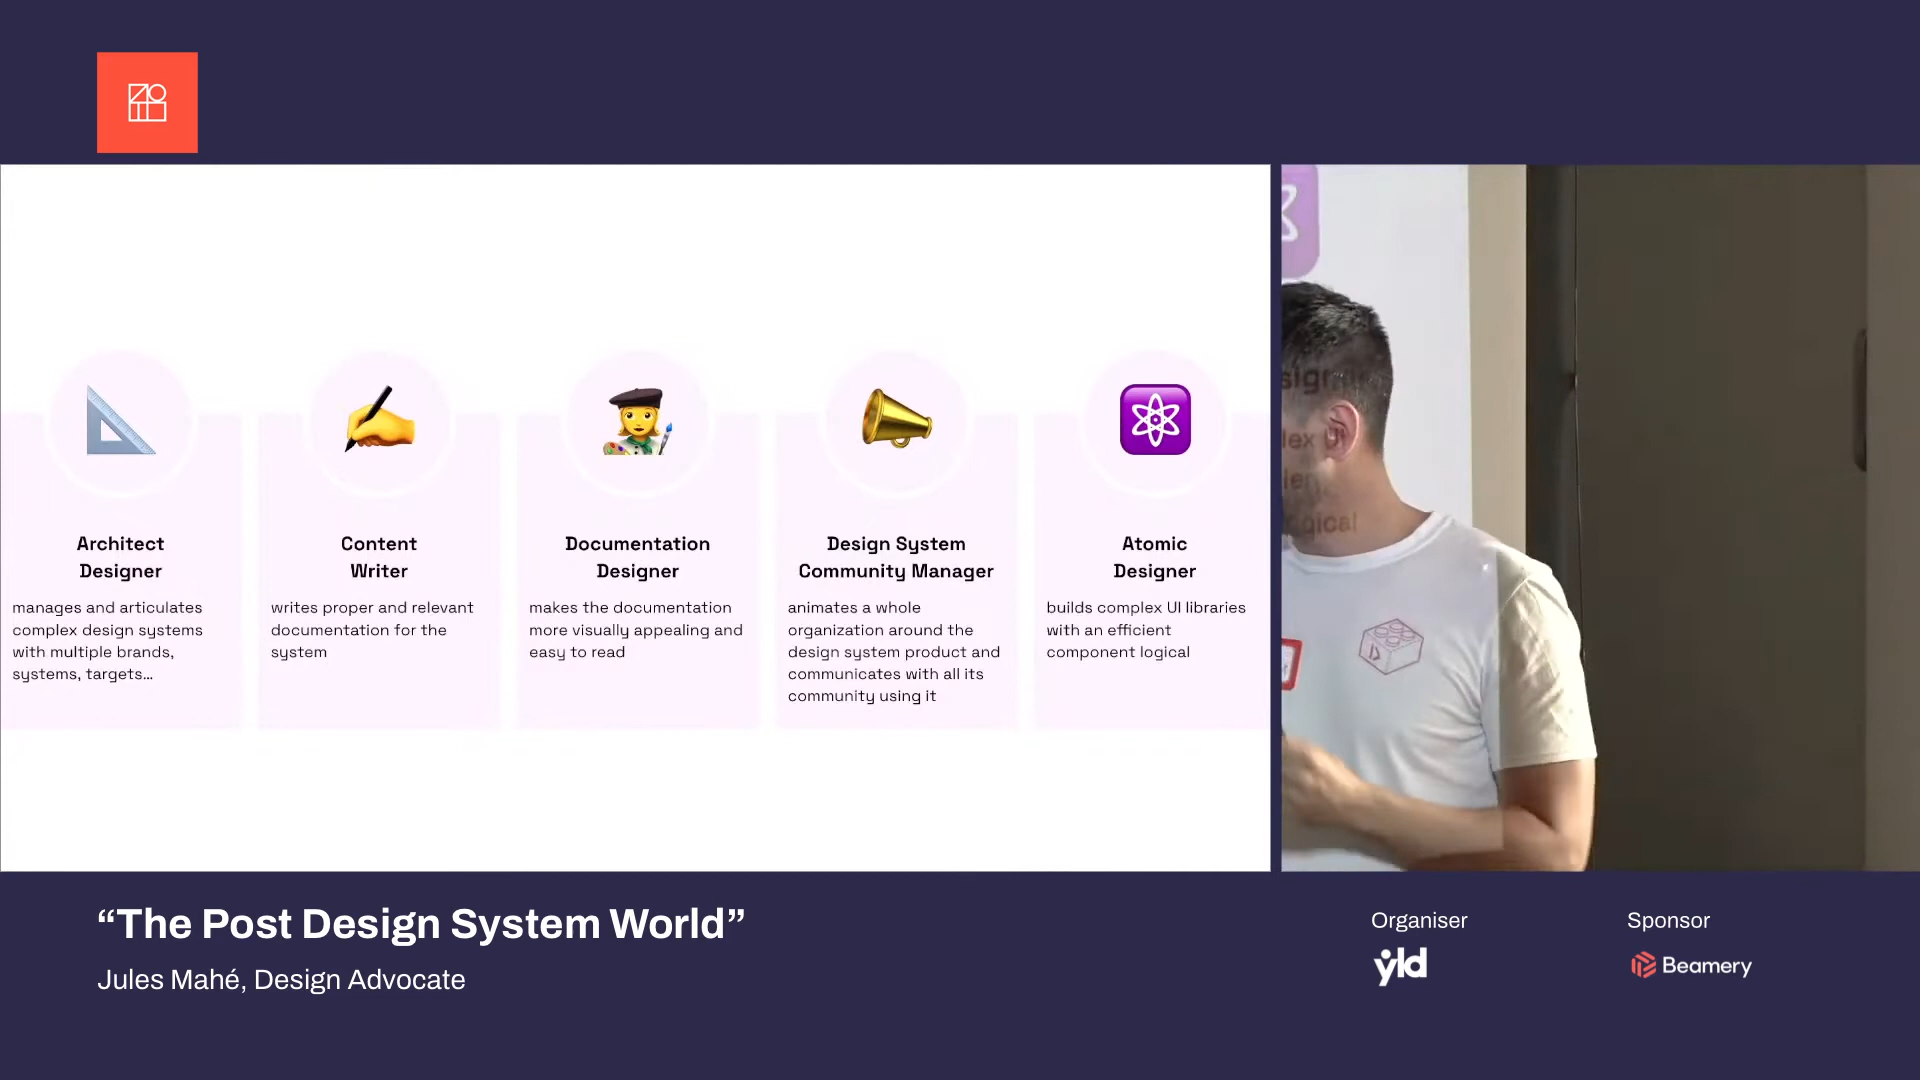 Architect
Designer
manages and articulates
complex design systems
with multiple brands,
systems, targets...
Content
Writer
writes proper and relevant
documentation for the
system
Documentation
Designer
makes the documentation
more visually appealing and
easy to read
Design System
Community Manager
animates a whole
organization around the
design system product and
communicates with all its
community using it
Atomic
Designer
builds complex UI libraries
with an efficient
component logical
“The Post Design System World”
Jules Mahé, Design Advocate
Organiser
yld
Sponsor
Beamery